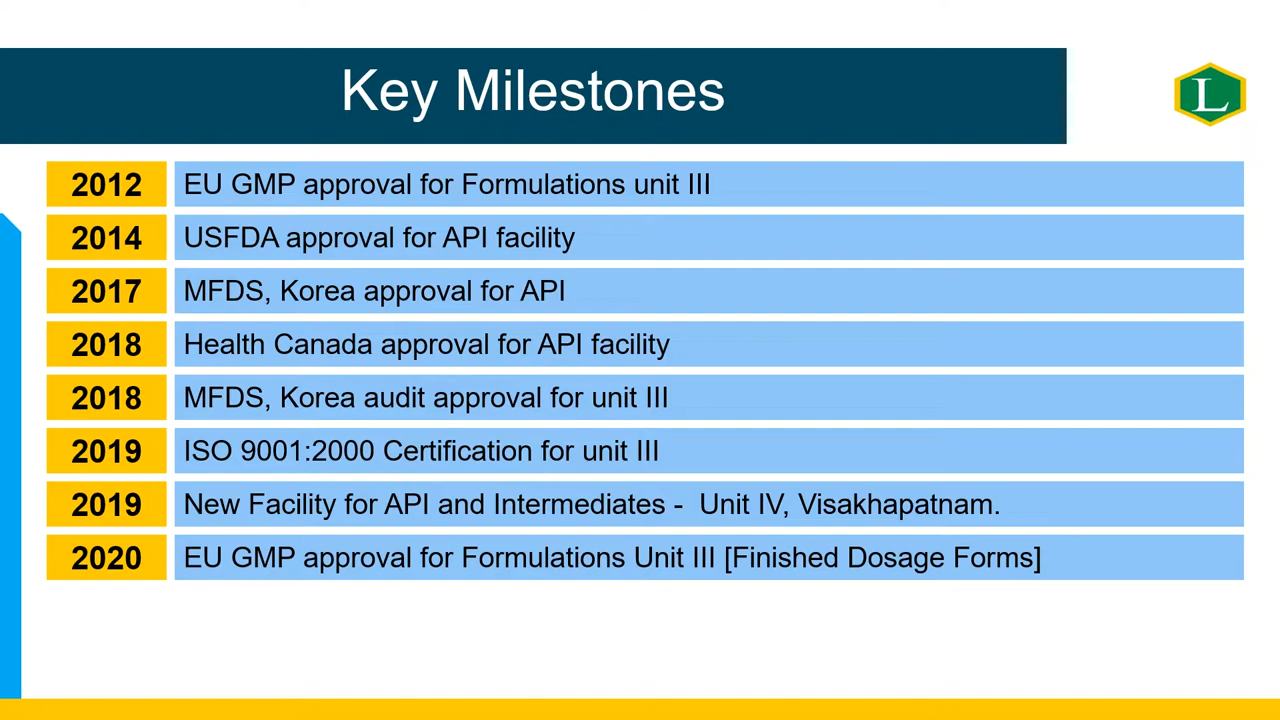 Key Milestones
L
2012 EU GMP approval for Formulations unit III
2014 USFDA approval for API facility
2017 MFDS, Korea approval for API
2018 Health Canada approval for API facility
2018 MFDS, Korea audit approval for unit III
2019 ISO 9001:2000 Certification for unit III
2019 New Facility for API and Intermediates - Unit IV, Visakhapatnam.
2020 EU GMP approval for Formulations Unit III [Finished Dosage Forms]